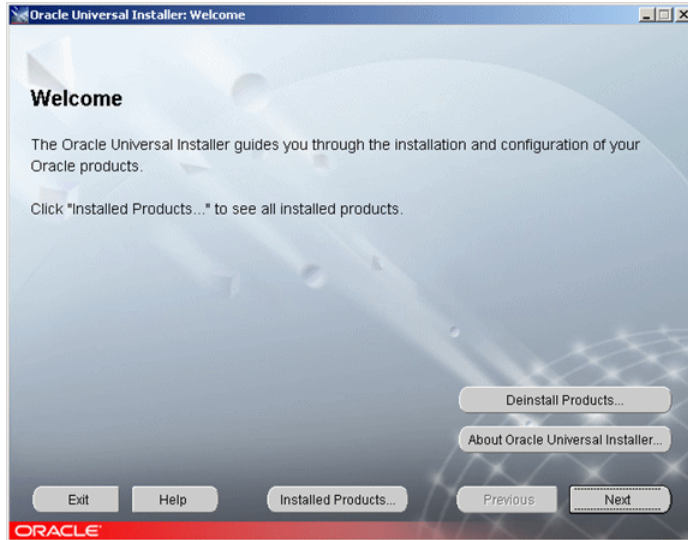 Oracle Universal Installer: Welcome
Welcome
The Oracle Universal Installer guides you through the installation and configuration of your
Oracle products.
Click "Installed Products..." to see all installed products.
Deinstall Products...
About Oracle Universal Installer...
Exit Help Installed Products... Previous Next
ORACLE